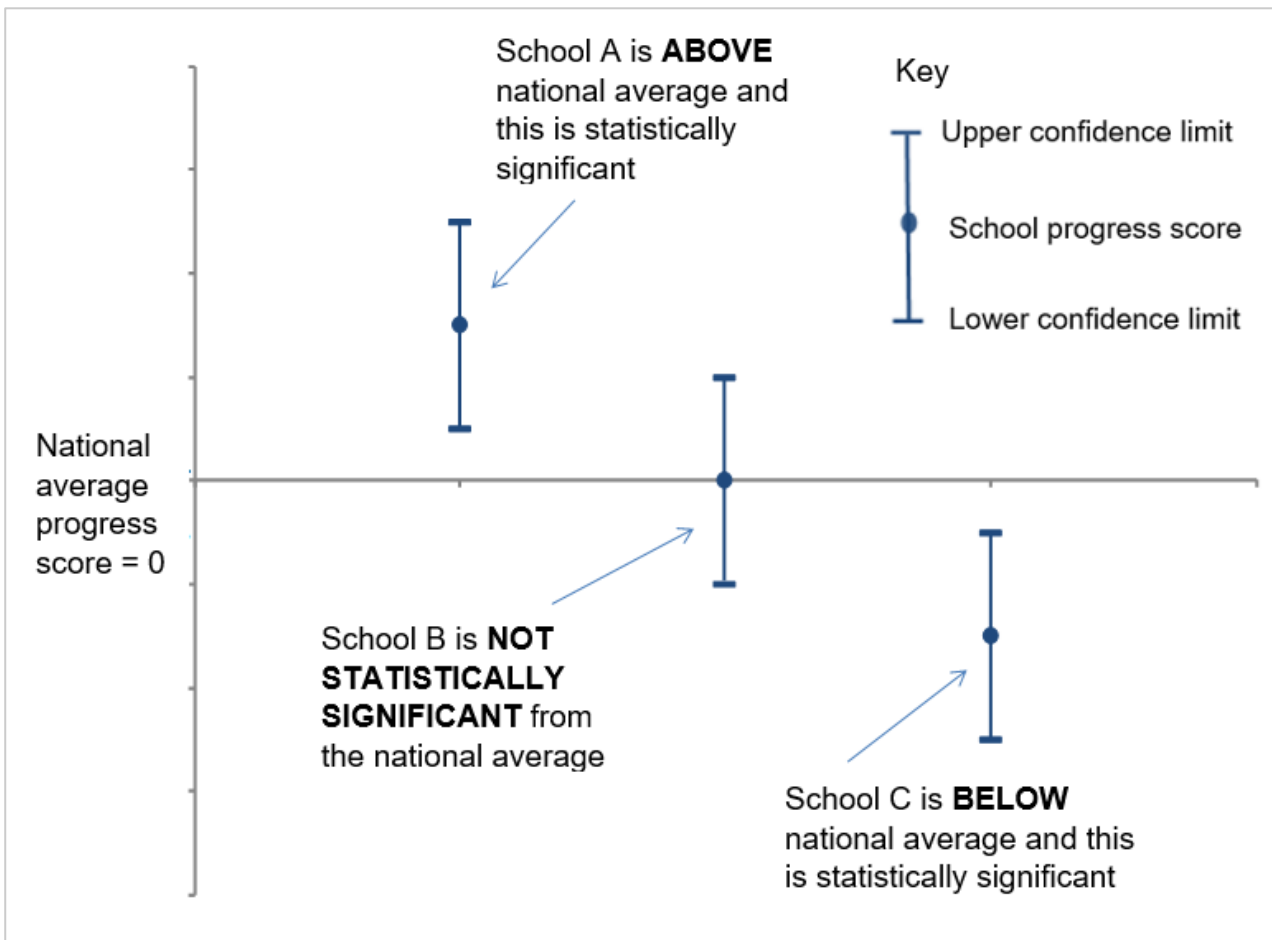 School A is ABOVE
national average and
this is statistically
significant
Key
Upper confidence limit
School progress score
Lower confidence limit
National
average
progress
score = 0
School B is NOT
STATISTICALLY
SIGNIFICANT from
the national average
School C is BELOW
national average and this
is statistically significant